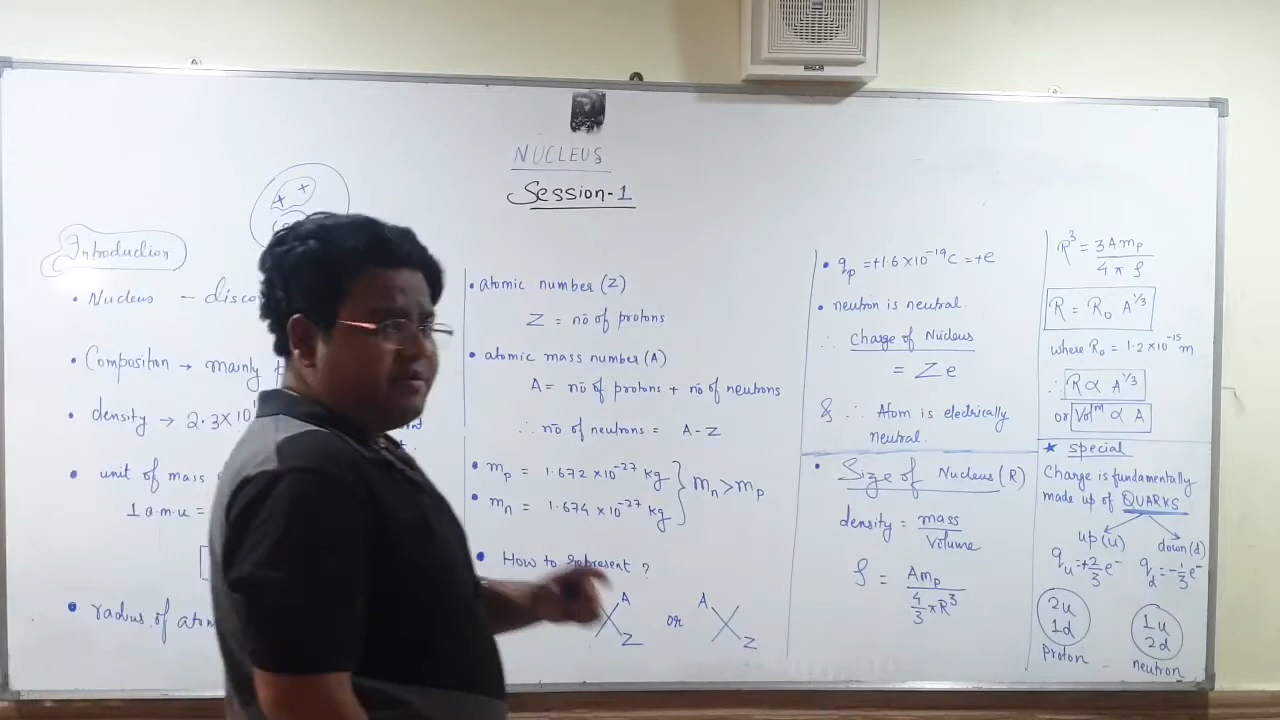 NUCLEUS
Session-1
Introduction
• Nucleus – disco
• Composition → mainly
• density → 2.3×10
• unit of mass
1 a.m.u =
• radius of atom
• atomic number (Z)
Z = no of protons
• atomic mass number (A)
A = no of protons + no of neutrons
∴ no of neutrons = A-Z
• mp = 1.672 ×10⁻²⁷ kg
• mn = 1.674 ×10⁻²⁷ kg
} mn > mp
• How to represent ?
X A Z or A X Z
• qp = +1.6×10⁻¹⁹C = +e
• neutron is neutral.
∴ Charge of Nucleus
= Ze
& ∴ Atom is electrically
neutral.
• Size of Nucleus (R)
density = mass / Volume
ρ = Amp / 4/3 πR³
R³ = 3Amp / 4πρ
R = R₀ A^1/3
where R₀ = 1.2×10⁻¹⁵ m
∴ R ∝ A^1/3
or Volᵐ ∝ A
★ special
Charge is fundamentally
made up of QUARKS
up(u) down(d)
qu = +2/3 e⁻ qd = -1/3 e⁻
2u
1d
Proton
1u
2d
neutron